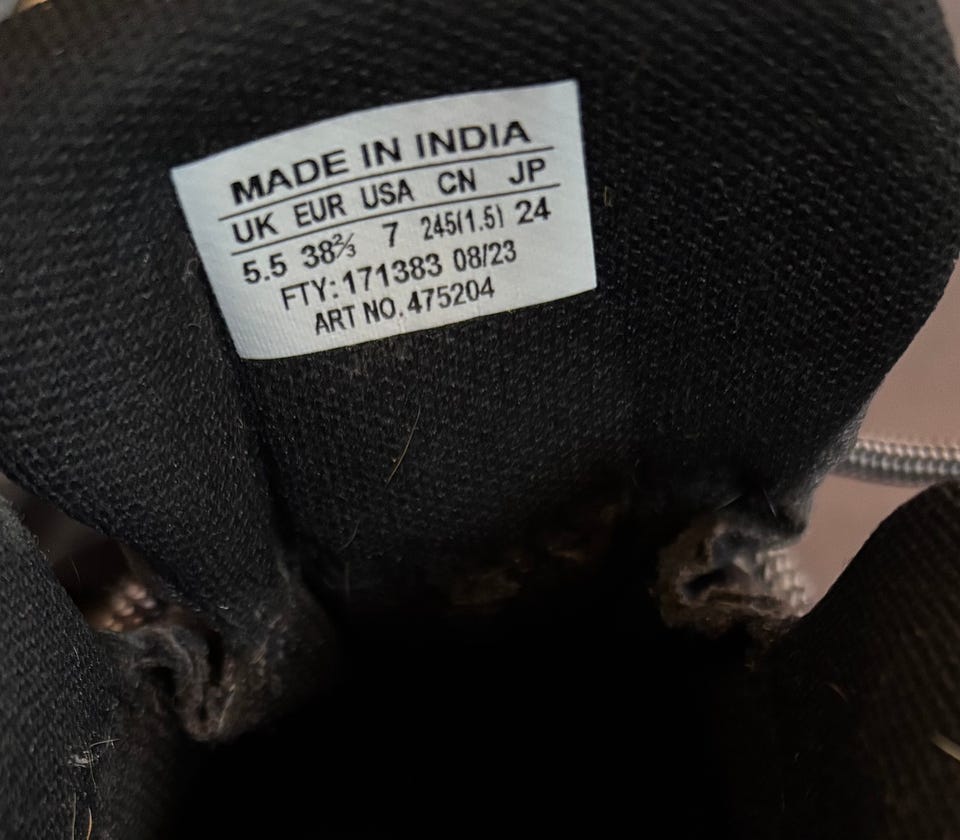 MADE IN INDIA
UK EUR USA CN JP
5.5 38⅔ 7 245(1.5) 24
FTY:171383 08/23
ART NO. 475204